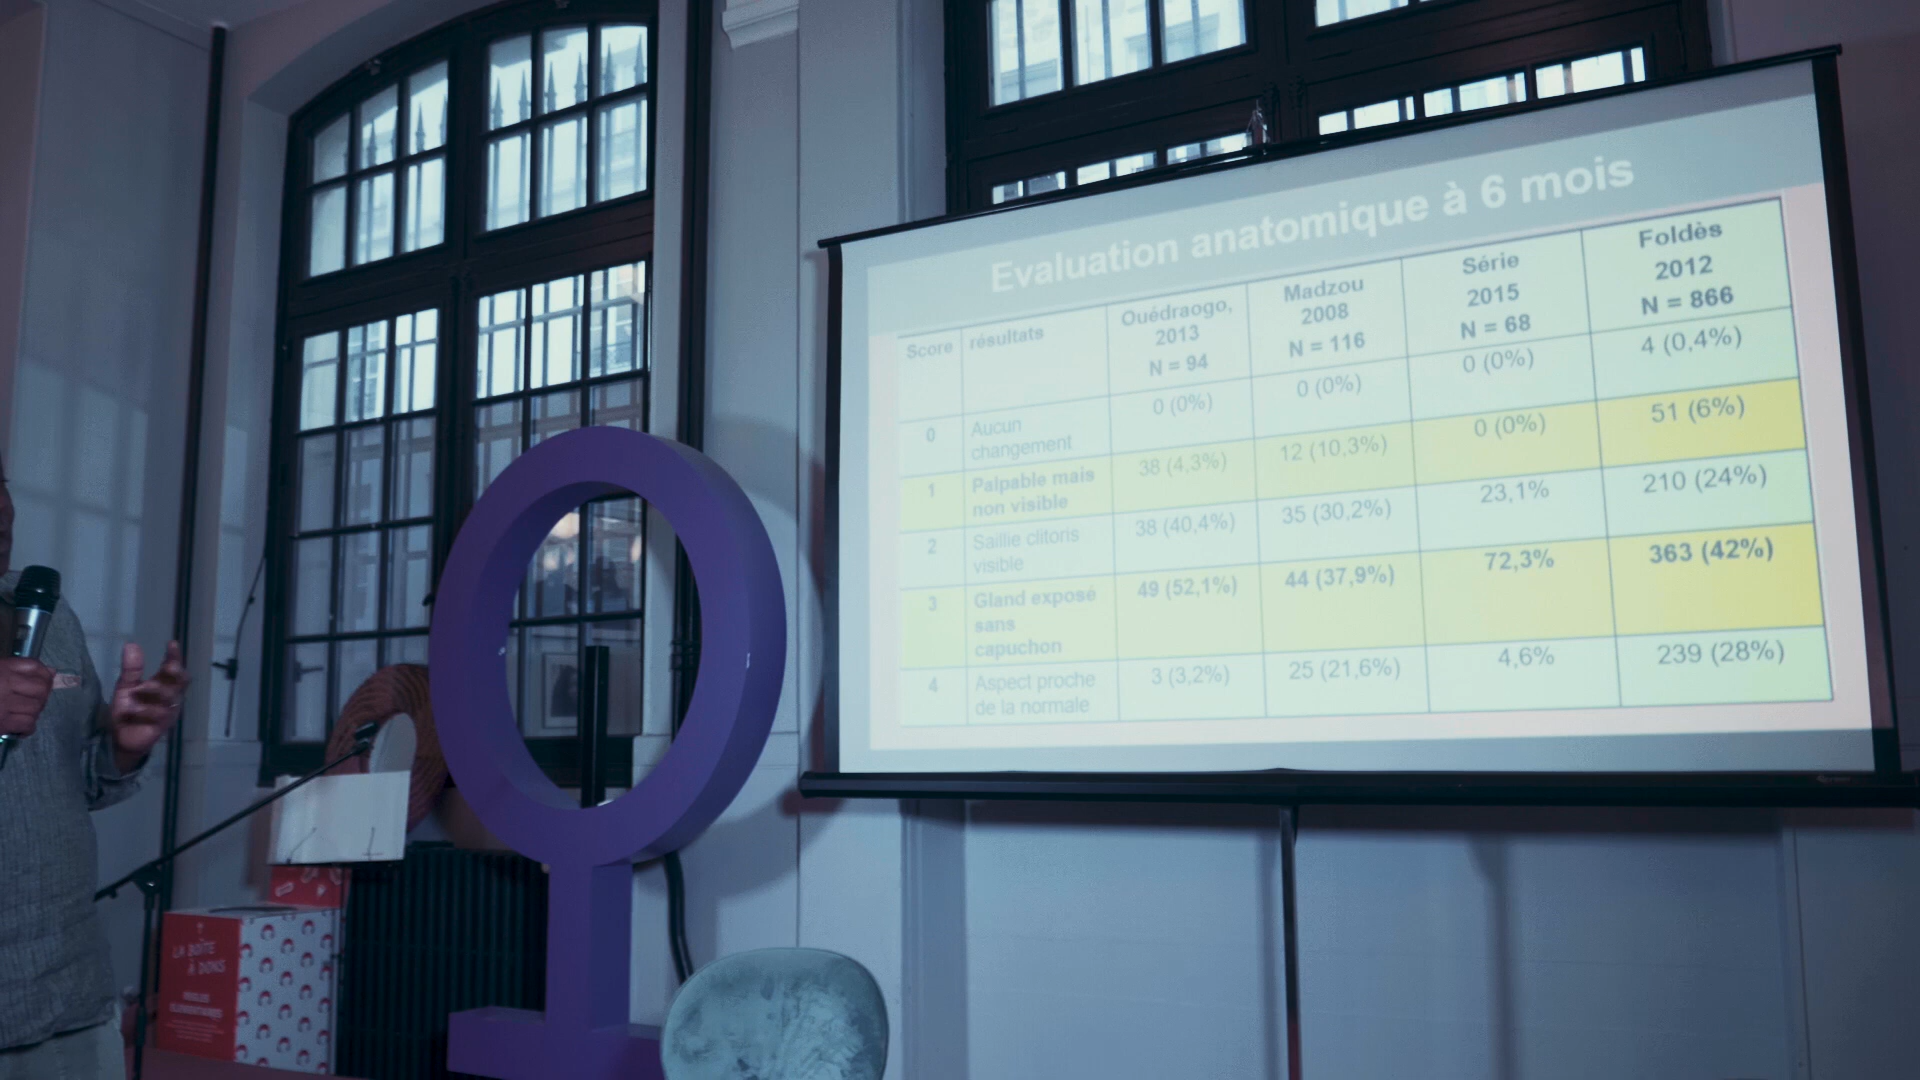 Evaluation anatomique à 6 mois
Score
résultats
Ouédraogo,
2013
N = 94
Madzou
2008
N = 116
Série
2015
N = 68
Foldès
2012
N = 866
0
Aucun
changement
0 (0%)
0 (0%)
0 (0%)
4 (0,4%)
1
Palpable mais
non visible
38 (4,3%)
12 (10,3%)
0 (0%)
51 (6%)
2
Saillie clitoris
visible
38 (40,4%)
35 (30,2%)
23,1%
210 (24%)
3
Gland exposé
sans
capuchon
49 (52,1%)
44 (37,9%)
72,3%
363 (42%)
4
Aspect proche
de la normale
3 (3,2%)
25 (21,6%)
4,6%
239 (28%)
LA BOÎTE
À DONS
RÈGLES
ÉLÉMENTAIRES